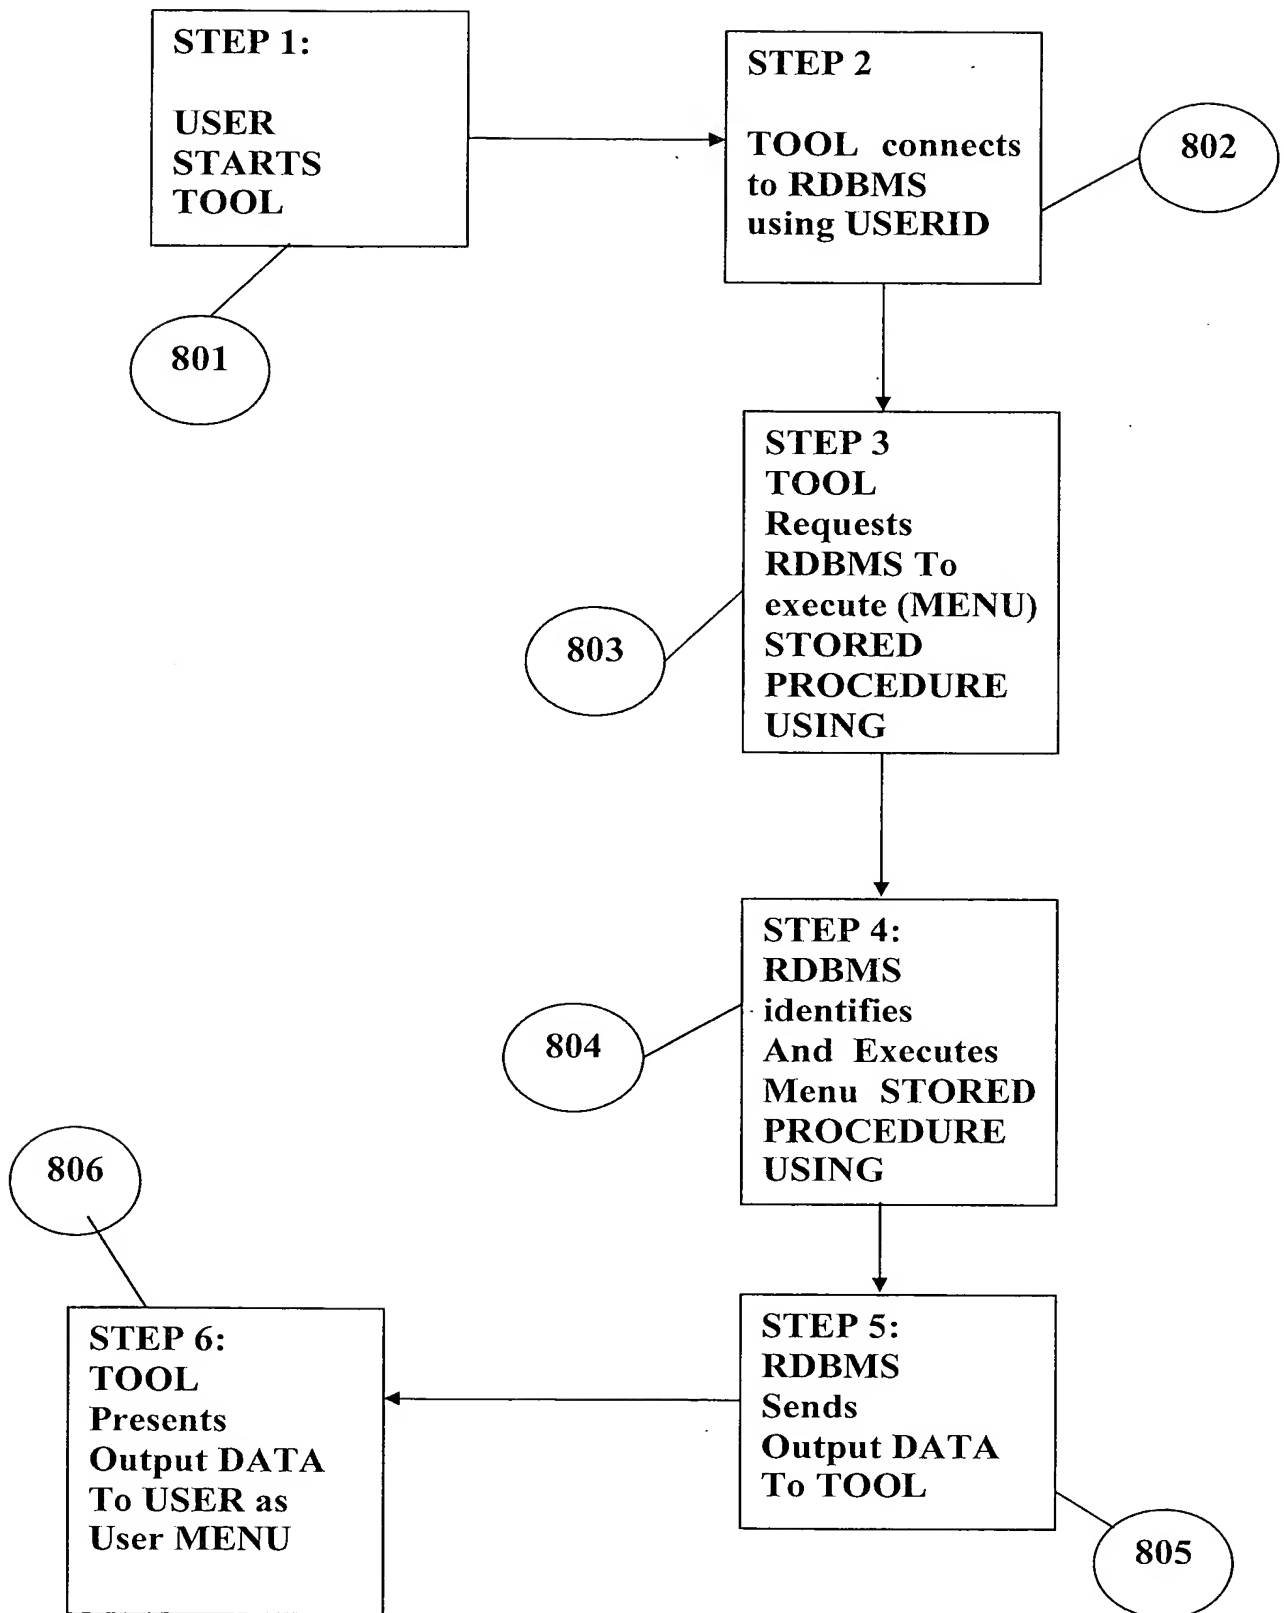 STEP 1:
USER
STARTS
TOOL
801
STEP 2
TOOL connects
to RDBMS
using USERID
802
STEP 3
TOOL
Requests
RDBMS To
execute (MENU)
STORED
PROCEDURE
USING
803
STEP 4:
RDBMS
identifies
And Executes
Menu STORED
PROCEDURE
USING
804
STEP 5:
RDBMS
Sends
Output DATA
To TOOL
805
STEP 6:
TOOL
Presents
Output DATA
To USER as
User MENU
806